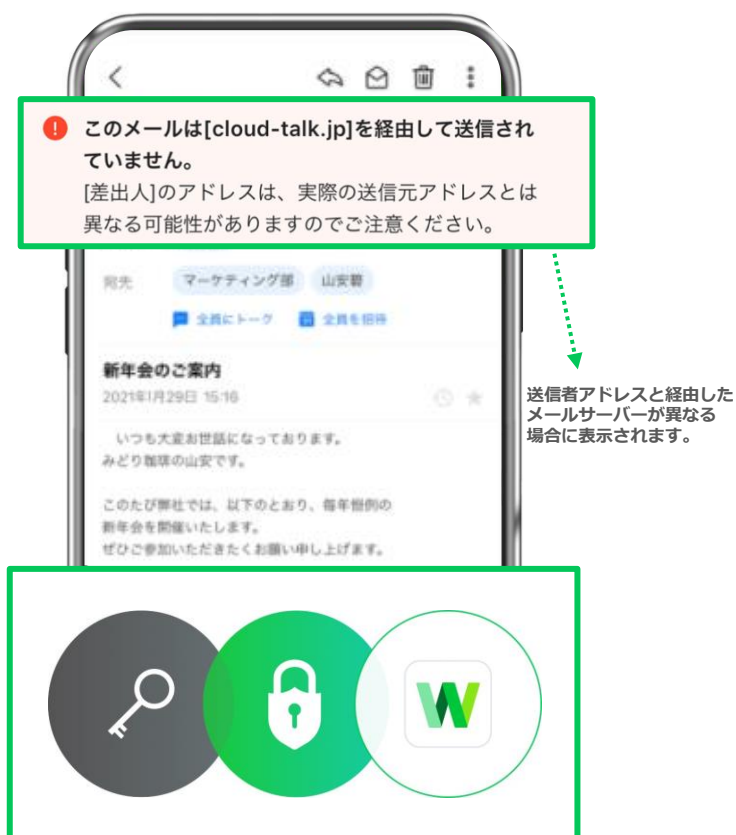 このメールは[cloud-talk.jp]を経由して送信され
ていません。
[差出人]のアドレスは、実際の送信元アドレスとは
異なる可能性がありますのでご注意ください。
宛先 マーケティング部 山安碧
全員にトーク 全員を招待
新年会のご案内
2021年1月29日 15:16
いつも大変お世話になっております。
みどり珈琲の山安です。
このたび弊社では、以下のとおり、毎年恒例の
新年会を開催いたします。
ぜひご参加いただきたくお願い申し上げます。
送信者アドレスと経由した
メールサーバーが異なる
場合に表示されます。